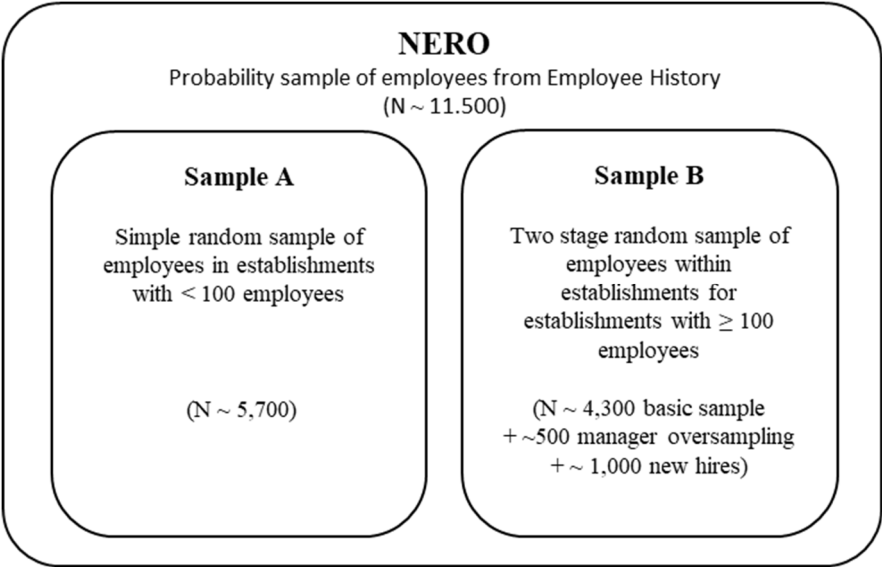 NERO
Probability sample of employees from Employee History
(N ~ 11.500)
Sample A
Simple random sample of
employees in establishments
with < 100 employees
(N ~ 5,700)
Sample B
Two stage random sample of
employees within
establishments for
establishments with ≥ 100
employees
(N ~ 4,300 basic sample
+ ~500 manager oversampling
+ ~ 1,000 new hires)